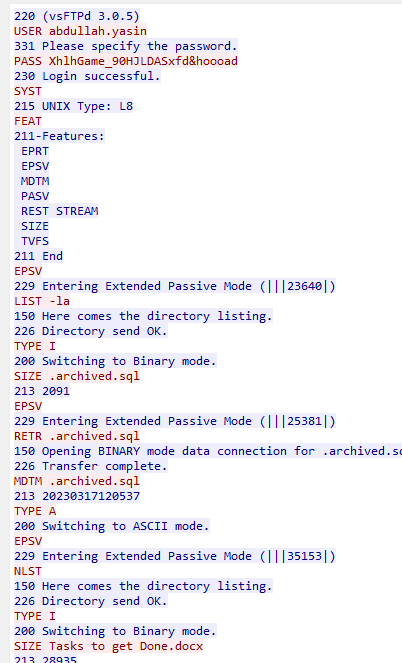 220 (vsFTPd 3.0.5)
USER abdullah.yasin
331 Please specify the password.
PASS XhlhGame_90HJLDASxfd&hoooad
230 Login successful.
SYST
215 UNIX Type: L8
FEAT
211-Features:
EPRT
EPSV
MDTM
PASV
REST STREAM
SIZE
TVFS
211 End
EPSV
229 Entering Extended Passive Mode (|||23640|)
LIST -la
150 Here comes the directory listing.
226 Directory send OK.
TYPE I
200 Switching to Binary mode.
SIZE .archived.sql
213 2091
EPSV
229 Entering Extended Passive Mode (|||25381|)
RETR .archived.sql
150 Opening BINARY mode data connection for .archived.s
226 Transfer complete.
MDTM .archived.sql
213 20230317120537
TYPE A
200 Switching to ASCII mode.
EPSV
229 Entering Extended Passive Mode (|||35153|)
NLST
150 Here comes the directory listing.
226 Directory send OK.
TYPE I
200 Switching to Binary mode.
SIZE Tasks to get Done.docx
213 28935